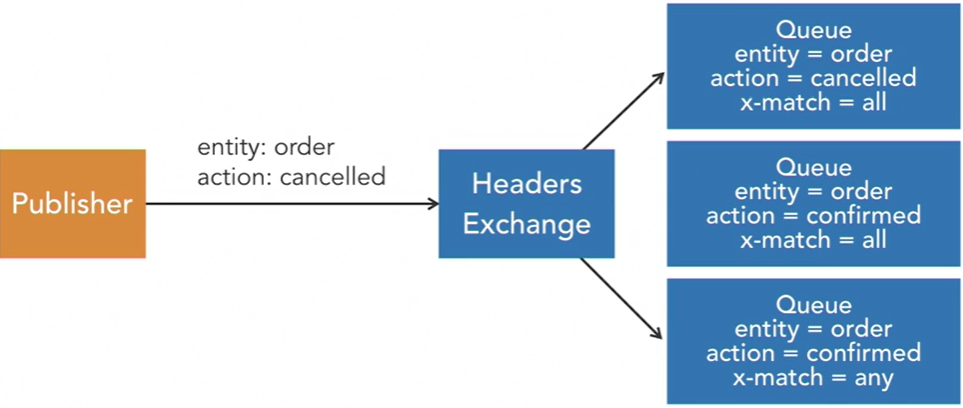 Publisher
entity: order
action: cancelled
Headers
Exchange
Queue
entity = order
action = cancelled
x-match = all
Queue
entity = order
action = confirmed
x-match = all
Queue
entity = order
action = confirmed
x-match = any